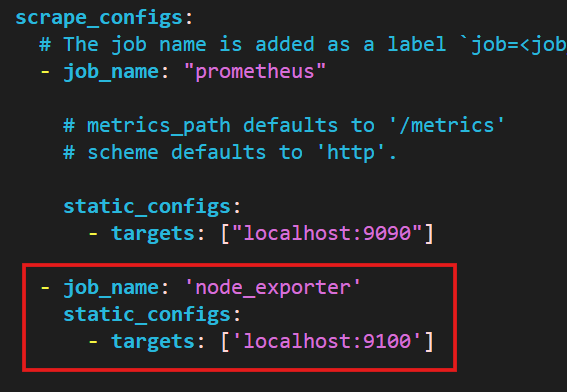 scrape_configs:
  # The job name is added as a label `job=<job
  - job_name: "prometheus"

    # metrics_path defaults to '/metrics'
    # scheme defaults to 'http'.

    static_configs:
      - targets: ["localhost:9090"]

  - job_name: 'node_exporter'
    static_configs:
      - targets: ['localhost:9100']